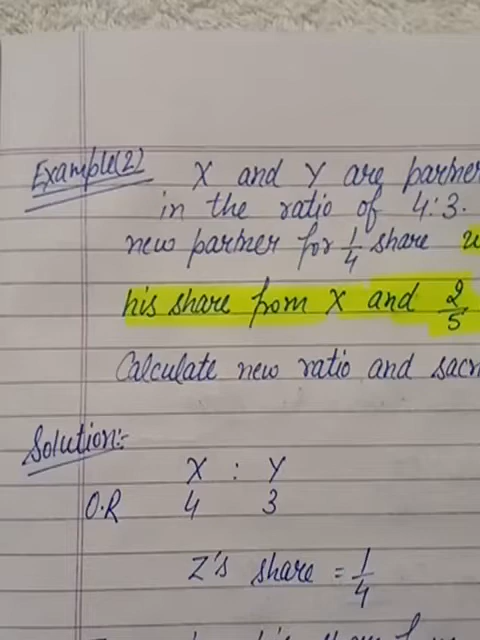 Example(2) X and Y are partner
in the ratio of 4:3.
new partner for 1/4 share
his share from X and 2/5
Calculate new ratio and sacr
Solution:-
X : Y
O.R 4 3
Z's share = 1/4